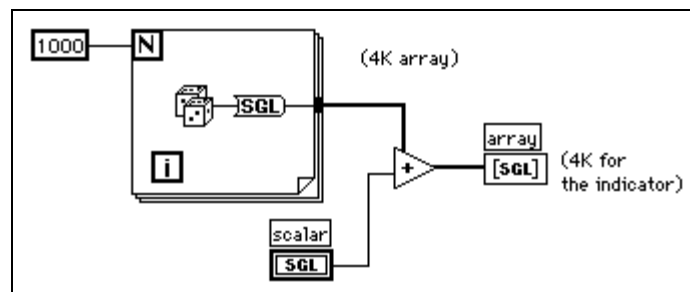 1000
N
(4K array)
SGL
i
array
[SGL]
(4K for
the indicator)
+
scalar
SGL